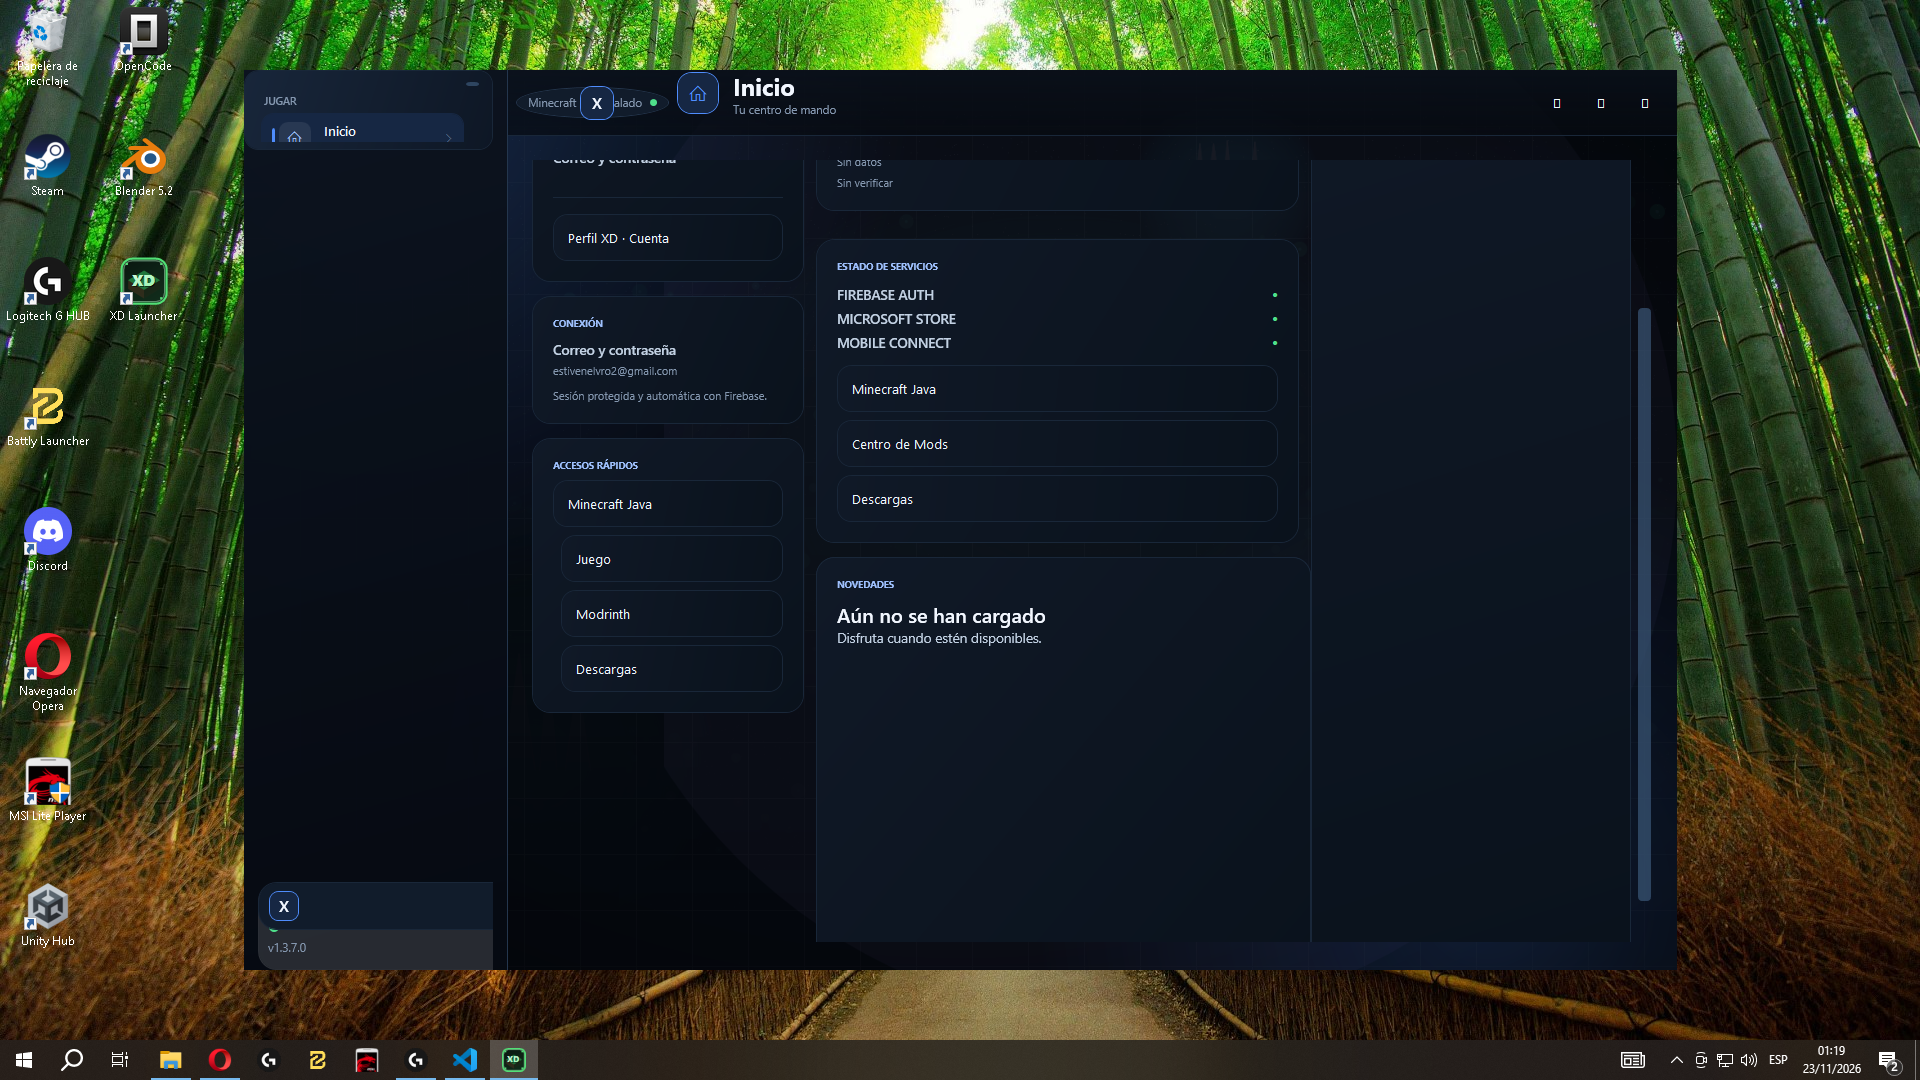 Papelera de
reciclaje
OpenCode
Steam
Blender 5.2
Logitech G HUB
XD
XD Launcher
Battly Launcher
Discord
Navegador
Opera
MSI Lite Player
Unity Hub
JUGAR
Inicio
X
v1.3.7.0
Minecraft
X
alado
Inicio
Tu centro de mando
Correo y contraseña
Perfil XD · Cuenta
CONEXIÓN
Correo y contraseña
estivenelvro2@gmail.com
Sesión protegida y automática con Firebase.
ACCESOS RÁPIDOS
Minecraft Java
Juego
Modrinth
Descargas
Sin datos
Sin verificar
ESTADO DE SERVICIOS
FIREBASE AUTH
MICROSOFT STORE
MOBILE CONNECT
Minecraft Java
Centro de Mods
Descargas
NOVEDADES
Aún no se han cargado
Disfruta cuando estén disponibles.
XD
ESP
01:19
23/11/2026
2